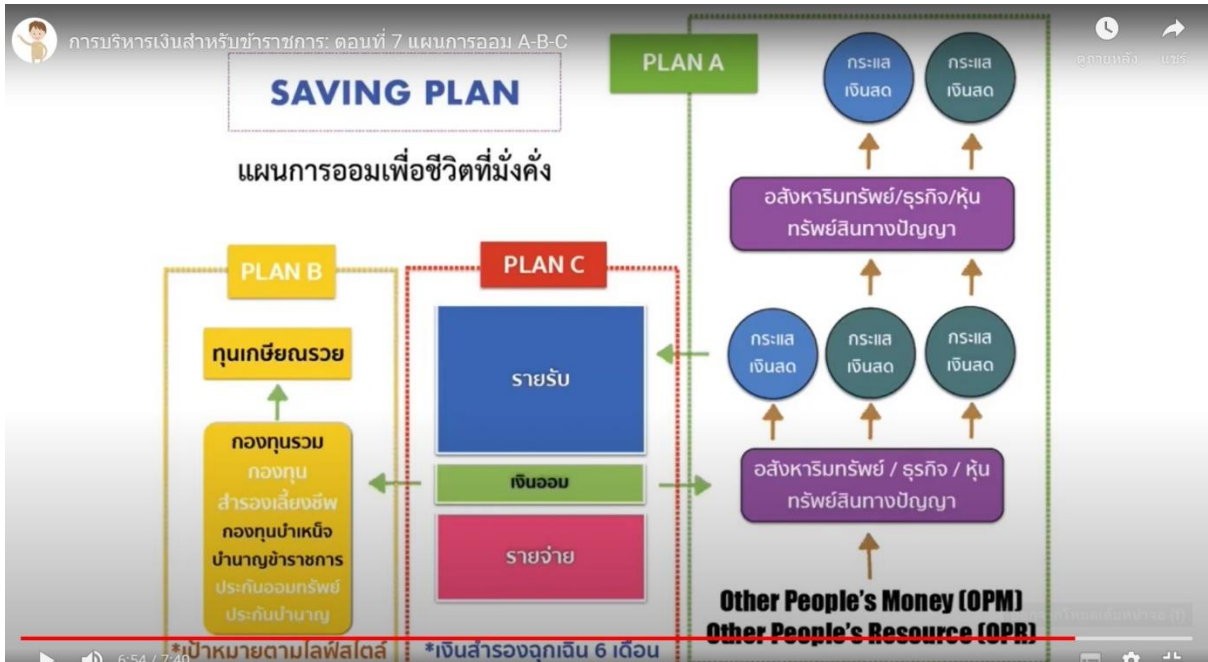 การบริหารเงินสำหรับข้าราชการ: ตอนที่ 7 แผนการออม A-B-C
ดูภายหลัง
แชร์
SAVING PLAN
แผนการออมเพื่อชีวิตที่มั่งคั่ง
PLAN A
กระแส
เงินสด
กระแส
เงินสด
อสังหาริมทรัพย์/ธุรกิจ/หุ้น
ทรัพย์สินทางปัญญา
กระแส
เงินสด
กระแส
เงินสด
กระแส
เงินสด
อสังหาริมทรัพย์ / ธุรกิจ / หุ้น
ทรัพย์สินทางปัญญา
Other People's Money (OPM)
Other People's Resource (OPR)
PLAN B
ทุนเกษียณรวย
กองทุนรวม
กองทุน
สำรองเลี้ยงชีพ
กองทุนบำเหน็จ
บำนาญข้าราชการ
ประกันออมทรัพย์
ประกันบำนาญ
*เป้าหมายตามไลฟ์สไตล์
PLAN C
รายรับ
เงินออม
รายจ่าย
*เงินสำรองฉุกเฉิน 6 เดือน
6:54 / 7:40